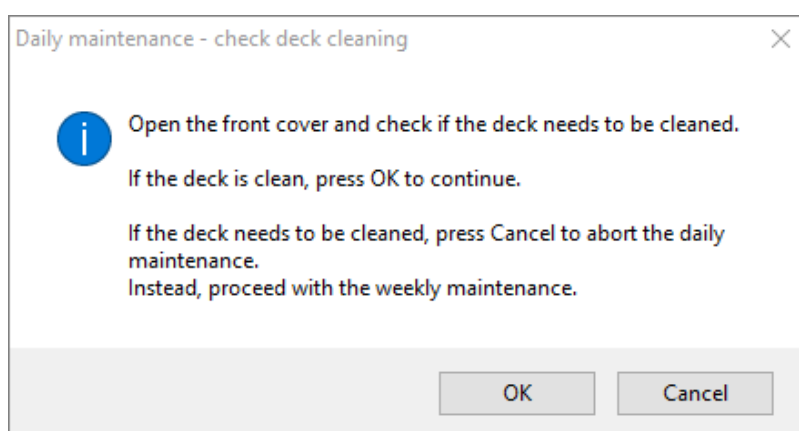 Daily maintenance - check deck cleaning
Open the front cover and check if the deck needs to be cleaned.
If the deck is clean, press OK to continue.
If the deck needs to be cleaned, press Cancel to abort the daily
maintenance.
Instead, proceed with the weekly maintenance.
OK
Cancel